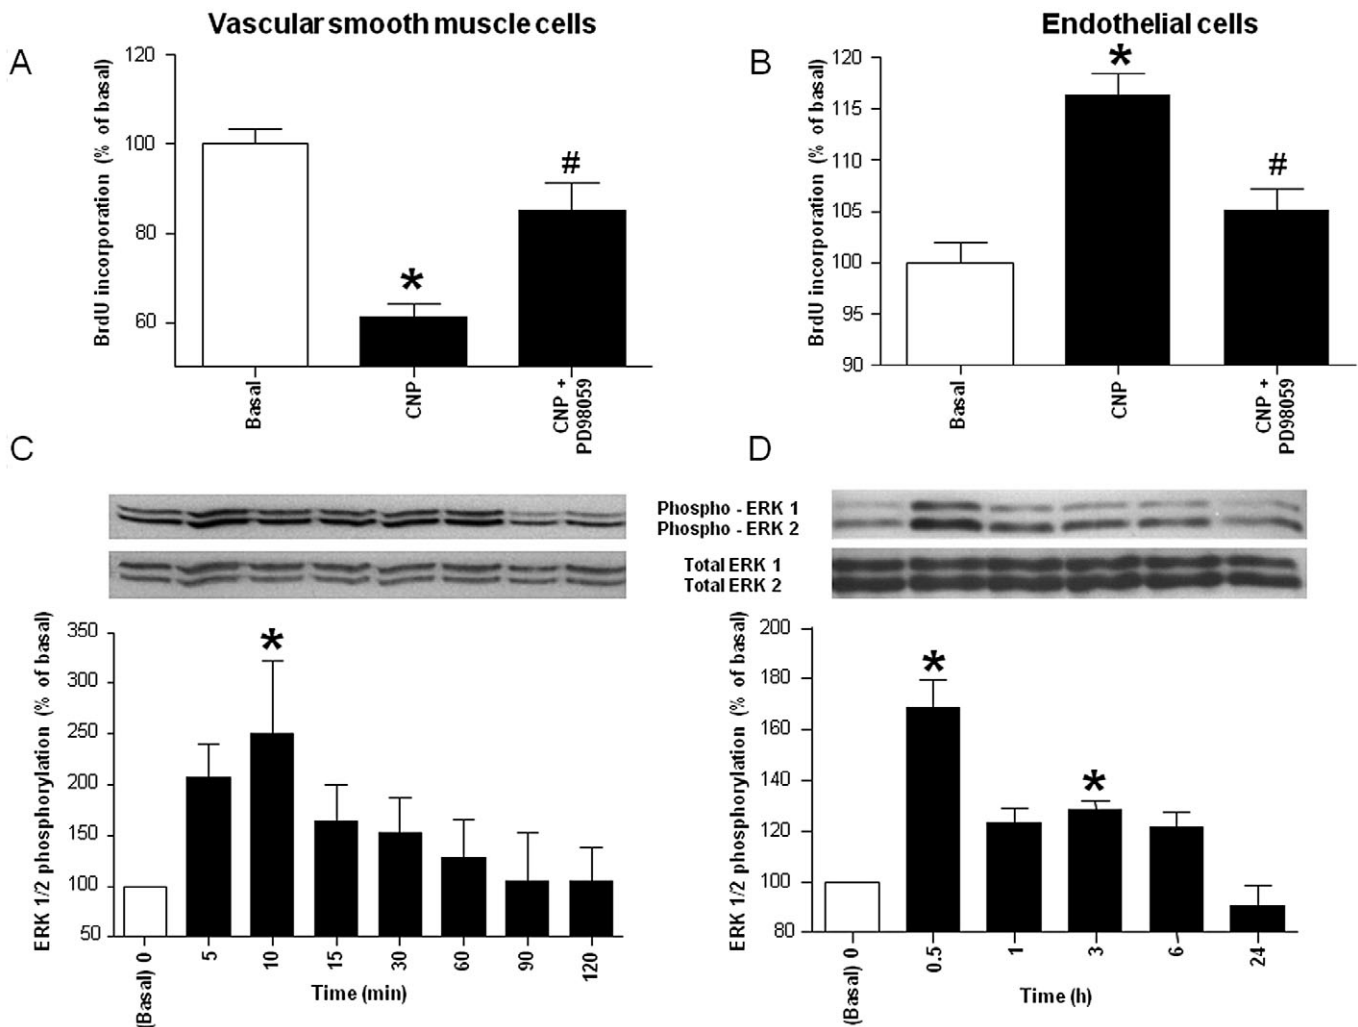 Vascular smooth muscle cells
Endothelial cells
A
BrdU incorporation (% of basal)
120
100
80
60
*
#
Basal
CNP
CNP +
PD98059
B
BrdU incorporation (% of basal)
120
115
110
105
100
95
90
*
#
Basal
CNP
CNP +
PD98059
C
D
Phospho - ERK 1
Phospho - ERK 2
Total ERK 1
Total ERK 2
ERK 1/2 phosphorylation (% of basal)
350
300
250
200
150
100
50
*
(Basal) 0
5
10
15
30
60
90
120
Time (min)
ERK 1/2 phosphorylation (% of basal)
200
180
160
140
120
100
80
*
*
(Basal) 0
0.5
1
3
6
24
Time (h)